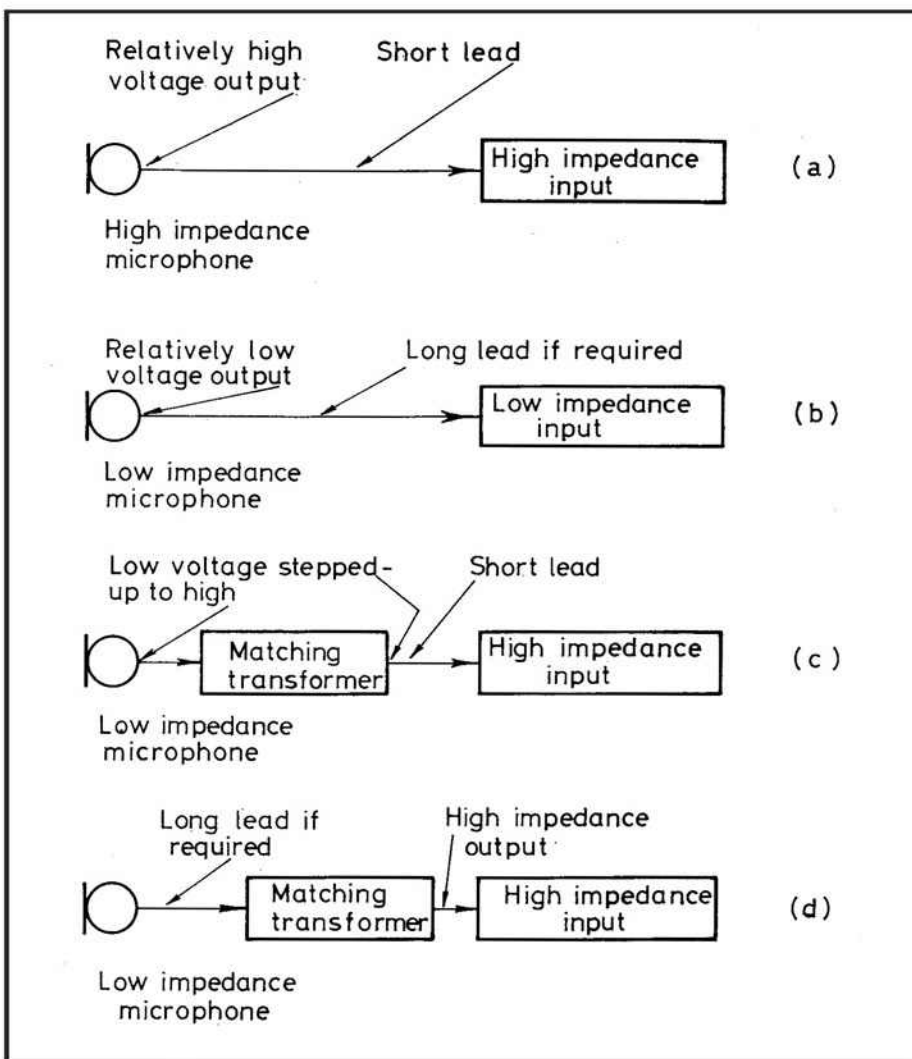 Relatively high
voltage output
Short lead
High impedance
input
(a)
High impedance
microphone
Relatively low
voltage output
Long lead if required
Low impedance
input
(b)
Low impedance
microphone
Low voltage stepped-
up to high
Short lead
Matching
transformer
High impedance
input
(c)
Low impedance
microphone
Long lead if
required
High impedance
output
Matching
transformer
High impedance
input
(d)
Low impedance
microphone